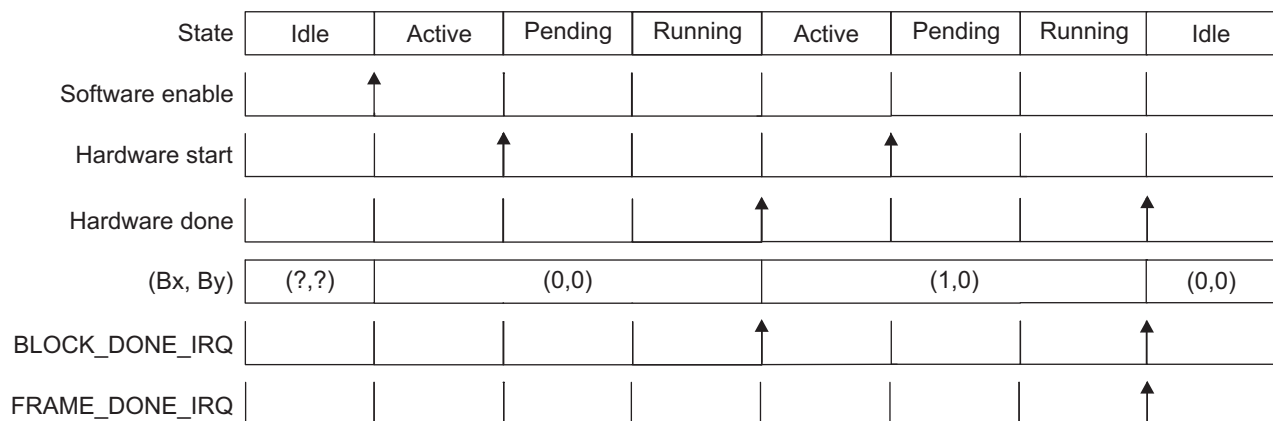 State Idle Active Pending Running Active Pending Running Idle
Software enable
Hardware start
Hardware done
(Bx, By) (?,?) (0,0) (1,0) (0,0)
BLOCK_DONE_IRQ
FRAME_DONE_IRQ